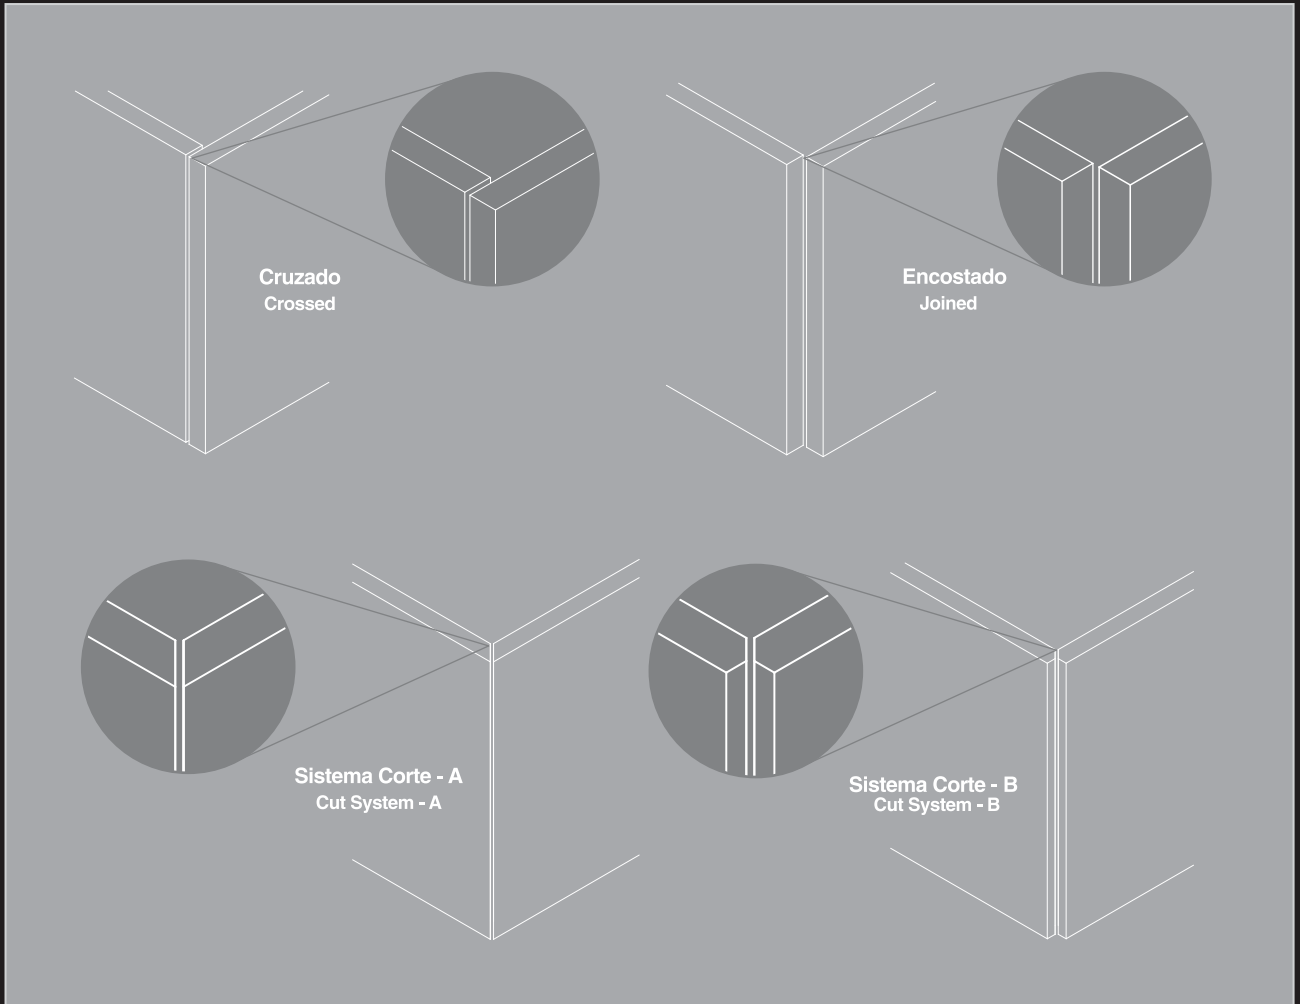 Cruzado
Crossed
Encostado
Joined
Sistema Corte - A
Cut System - A
Sistema Corte - B
Cut System - B